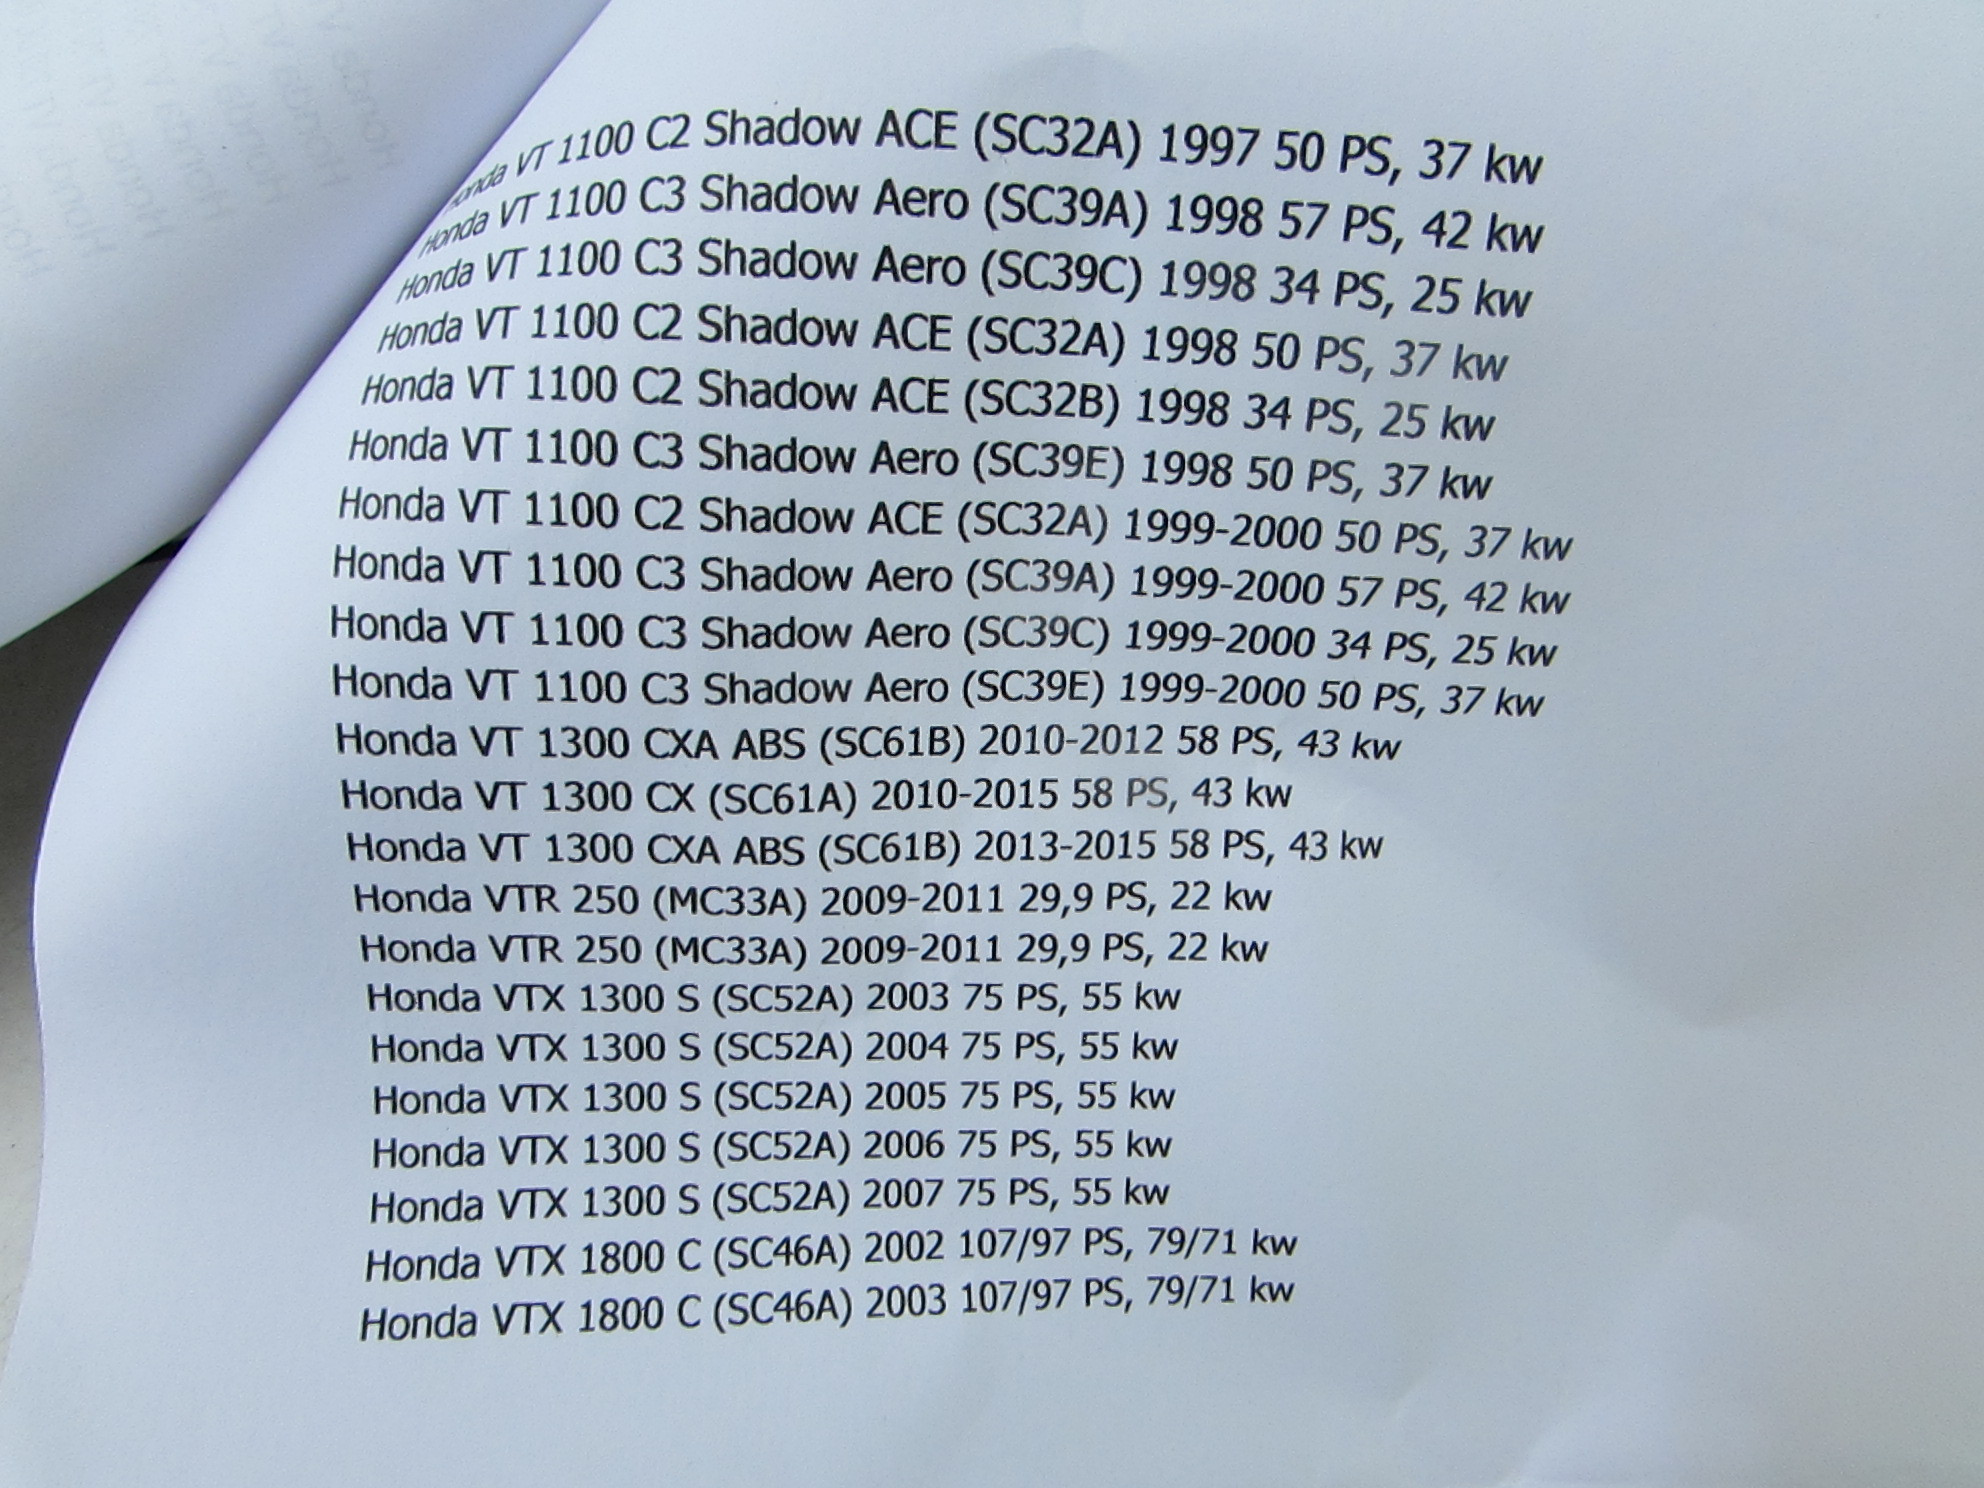 Honda VT 1100 C2 Shadow ACE (SC32A) 1997 50 PS, 37 kw
Honda VT 1100 C3 Shadow Aero (SC39A) 1998 57 PS, 42 kw
Honda VT 1100 C3 Shadow Aero (SC39C) 1998 34 PS, 25 kw
Honda VT 1100 C2 Shadow ACE (SC32A) 1998 50 PS, 37 kw
Honda VT 1100 C2 Shadow ACE (SC32B) 1998 34 PS, 25 kw
Honda VT 1100 C3 Shadow Aero (SC39E) 1998 50 PS, 37 kw
Honda VT 1100 C2 Shadow ACE (SC32A) 1999-2000 50 PS, 37 kw
Honda VT 1100 C3 Shadow Aero (SC39A) 1999-2000 57 PS, 42 kw
Honda VT 1100 C3 Shadow Aero (SC39C) 1999-2000 34 PS, 25 kw
Honda VT 1100 C3 Shadow Aero (SC39E) 1999-2000 50 PS, 37 kw
Honda VT 1300 CXA ABS (SC61B) 2010-2012 58 PS, 43 kw
Honda VT 1300 CX (SC61A) 2010-2015 58 PS, 43 kw
Honda VT 1300 CXA ABS (SC61B) 2013-2015 58 PS, 43 kw
Honda VTR 250 (MC33A) 2009-2011 29,9 PS, 22 kw
Honda VTR 250 (MC33A) 2009-2011 29,9 PS, 22 kw
Honda VTX 1300 S (SC52A) 2003 75 PS, 55 kw
Honda VTX 1300 S (SC52A) 2004 75 PS, 55 kw
Honda VTX 1300 S (SC52A) 2005 75 PS, 55 kw
Honda VTX 1300 S (SC52A) 2006 75 PS, 55 kw
Honda VTX 1300 S (SC52A) 2007 75 PS, 55 kw
Honda VTX 1800 C (SC46A) 2002 107/97 PS, 79/71 kw
Honda VTX 1800 C (SC46A) 2003 107/97 PS, 79/71 kw